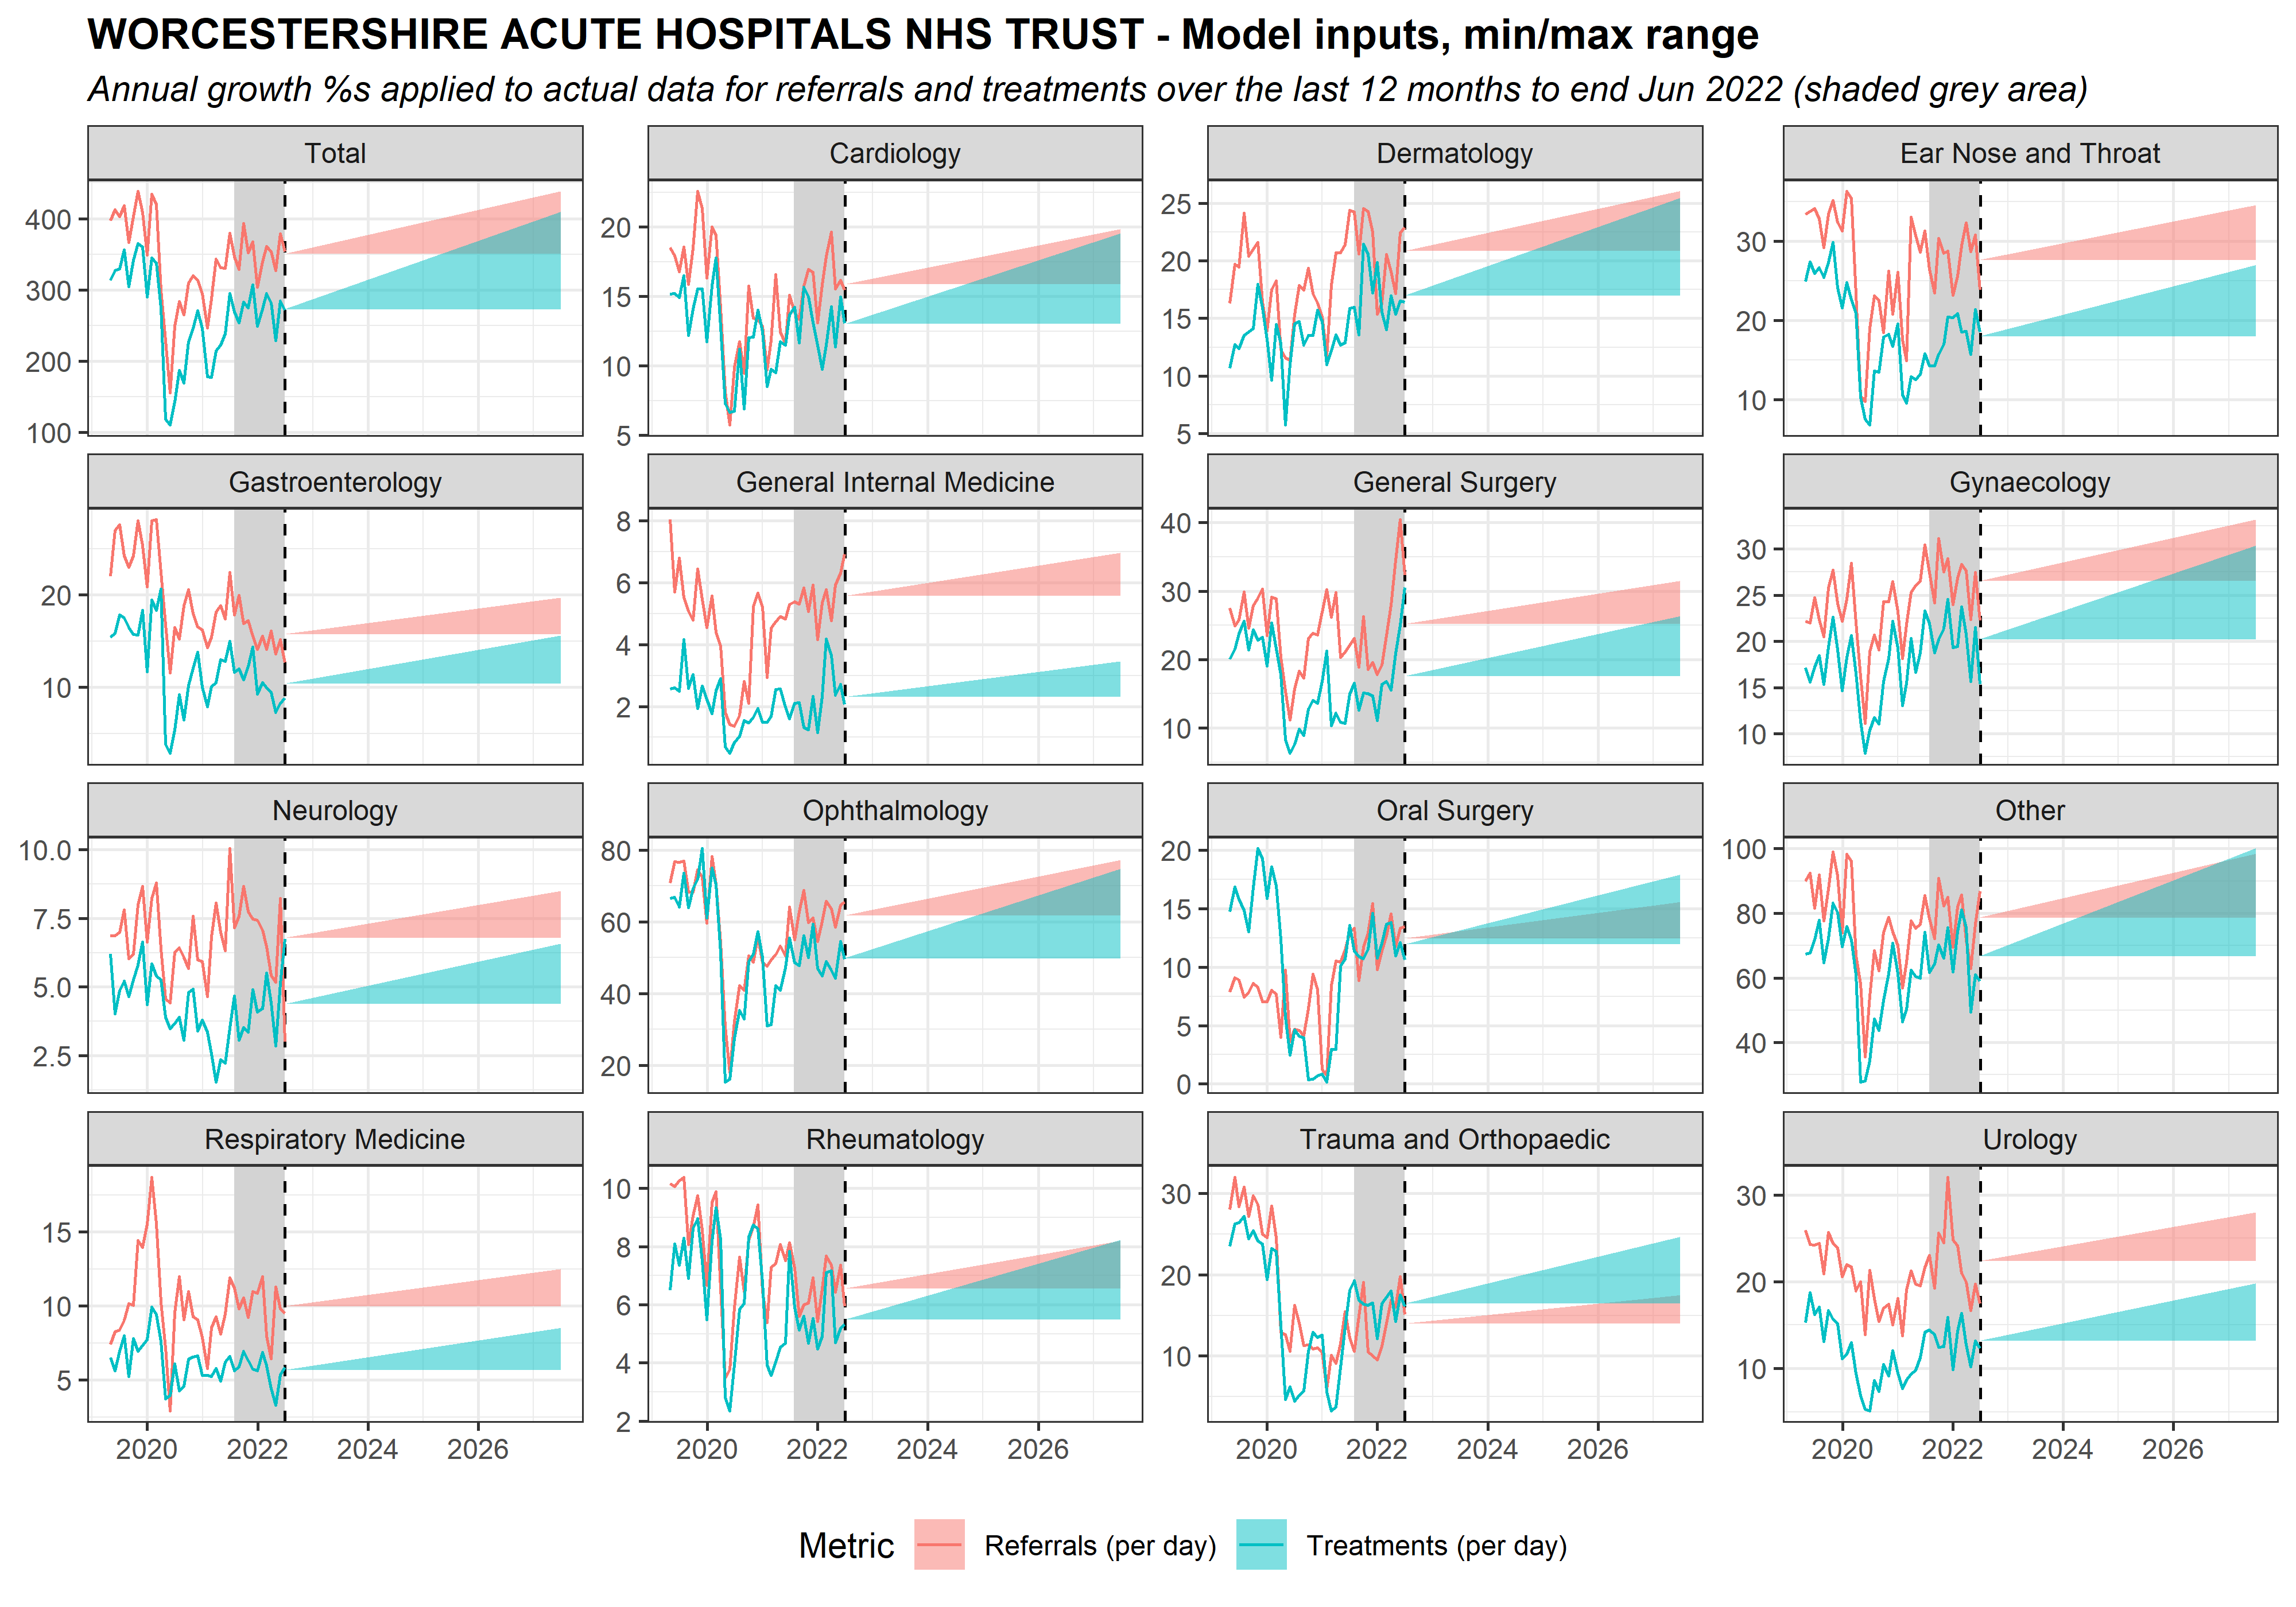 WORCESTERSHIRE ACUTE HOSPITALS NHS TRUST - Model inputs, min/max range
Annual growth %s applied to actual data for referrals and treatments over the last 12 months to end Jun 2022 (shaded grey area)
Total
Cardiology
Dermatology
Ear Nose and Throat
400
300
200
100
20
15
10
5
25
20
15
10
5
30
20
10
Gastroenterology
General Internal Medicine
General Surgery
Gynaecology
20
10
8
6
4
2
40
30
20
10
30
25
20
15
10
Neurology
Ophthalmology
Oral Surgery
Other
10.0
7.5
5.0
2.5
80
60
40
20
20
15
10
5
0
100
80
60
40
Respiratory Medicine
Rheumatology
Trauma and Orthopaedic
Urology
15
10
5
10
8
6
4
2
30
20
10
30
20
10
2020 2022 2024 2026
2020 2022 2024 2026
2020 2022 2024 2026
2020 2022 2024 2026
Metric Referrals (per day) Treatments (per day)